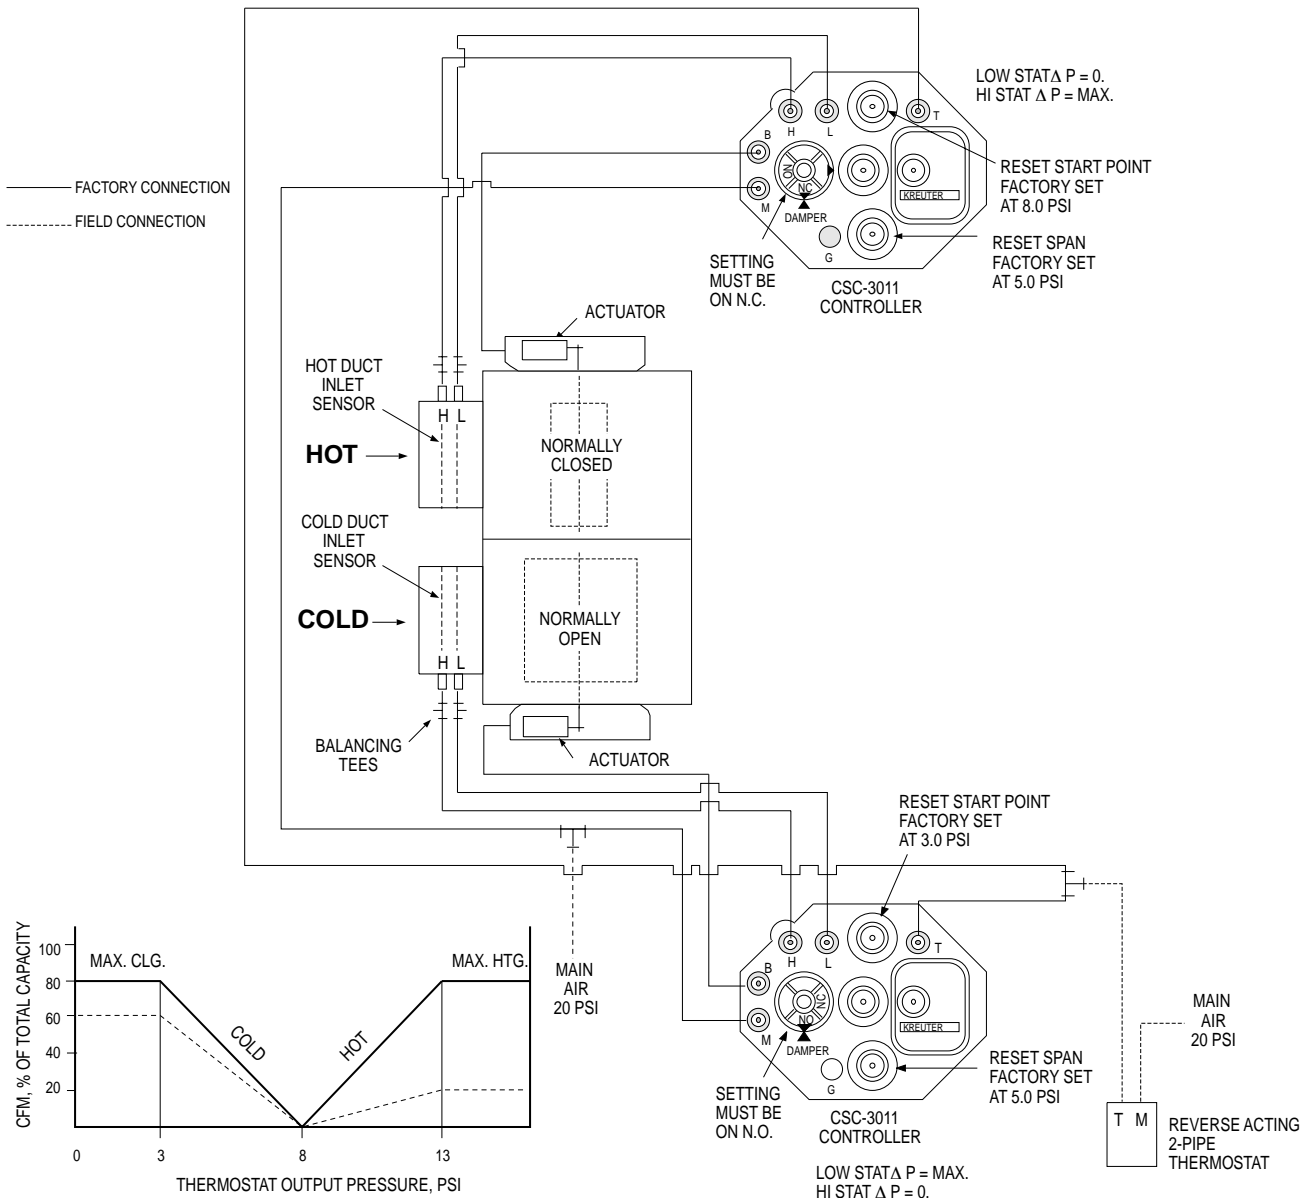 LOW STAT Δ P = 0.
HI STAT Δ P = MAX.
T
H
L
B
M
NO
NC
DAMPER
G
KREUTER
RESET START POINT
FACTORY SET
AT 8.0 PSI
RESET SPAN
FACTORY SET
AT 5.0 PSI
SETTING
MUST BE
ON N.C.
CSC-3011
CONTROLLER
FACTORY CONNECTION
FIELD CONNECTION
ACTUATOR
HOT DUCT
INLET
SENSOR
H L
HOT
NORMALLY
CLOSED
COLD DUCT
INLET
SENSOR
COLD
NORMALLY
OPEN
H L
BALANCING
TEES
ACTUATOR
RESET START POINT
FACTORY SET
AT 3.0 PSI
MAIN
AIR
20 PSI
T
H
L
B
M
NC
NO
DAMPER
G
KREUTER
RESET SPAN
FACTORY SET
AT 5.0 PSI
SETTING
MUST BE
ON N.O.
CSC-3011
CONTROLLER
LOW STAT Δ P = MAX.
HI STAT Δ P = 0.
MAIN
AIR
20 PSI
T M
REVERSE ACTING
2-PIPE
THERMOSTAT
CFM, % OF TOTAL CAPACITY
100
80
60
40
20
MAX. CLG.
MAX. HTG.
COLD
HOT
0
3
8
13
THERMOSTAT OUTPUT PRESSURE, PSI